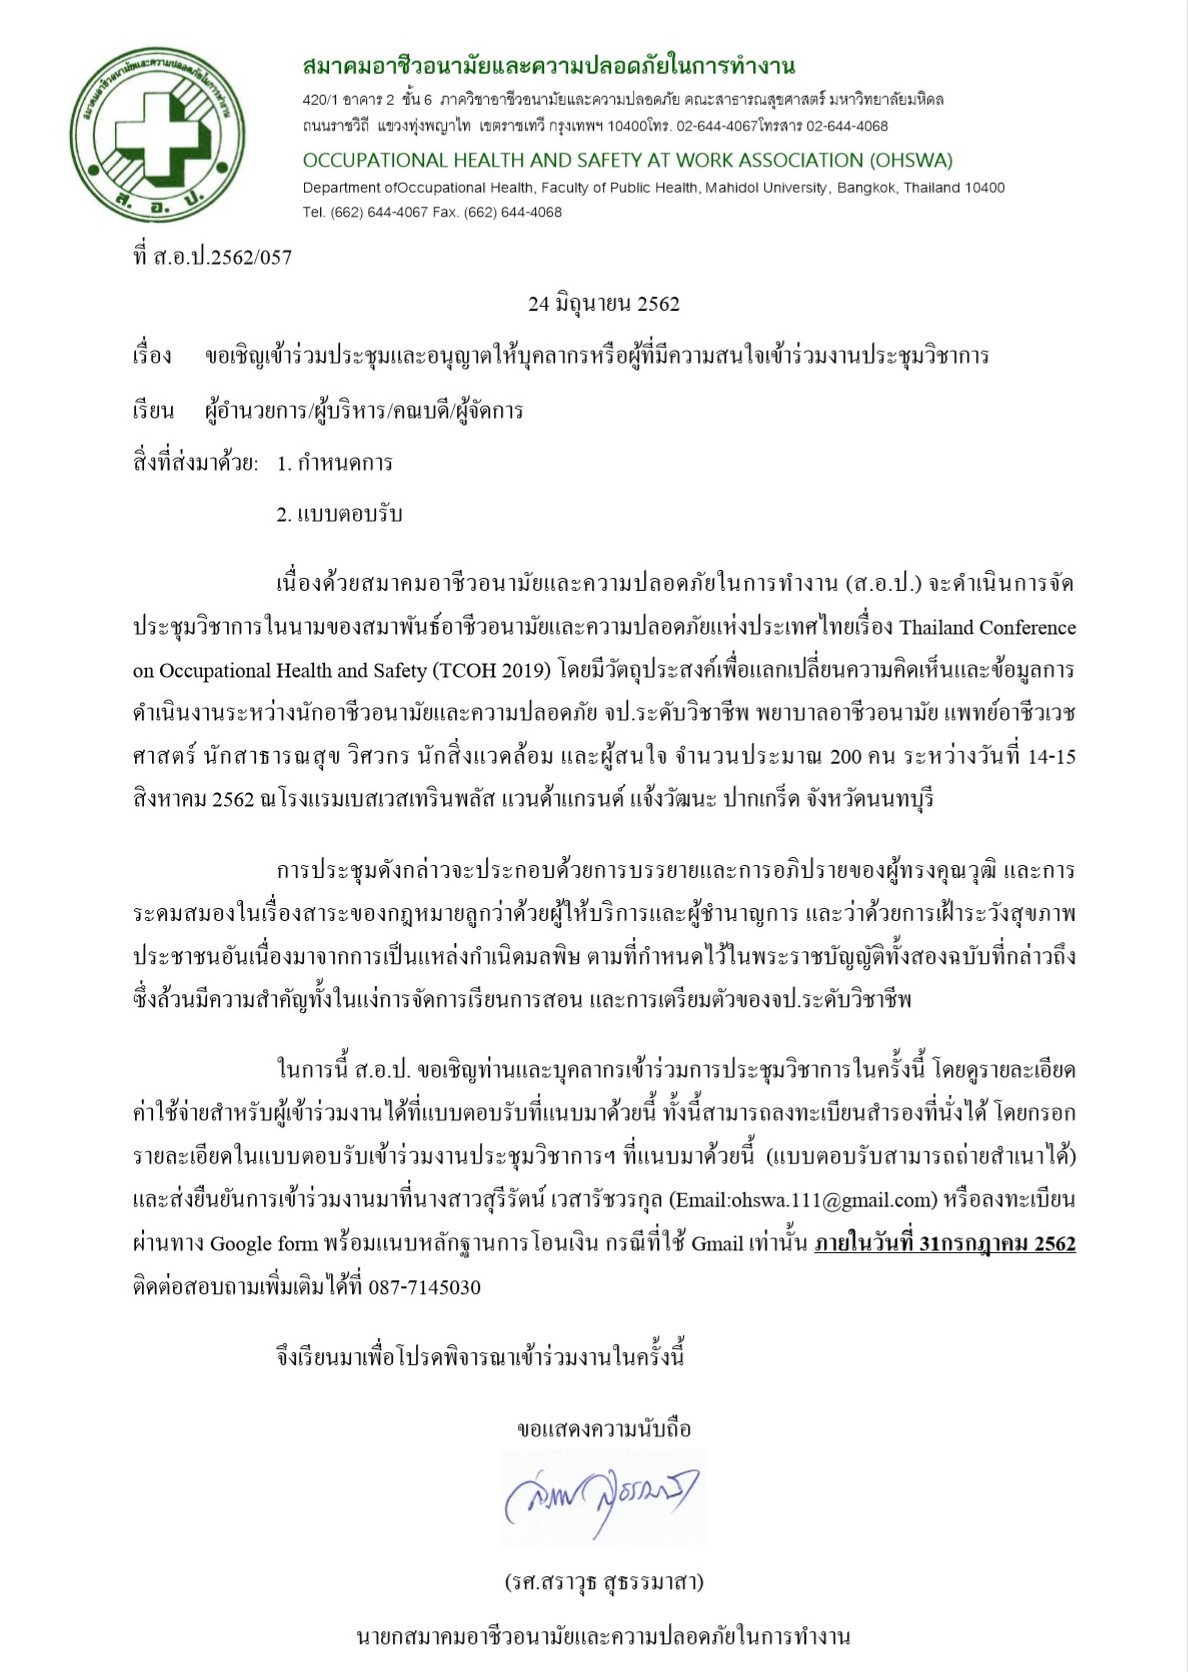 สมาคมอาชีวอนามัยและความปลอดภัยในการทำงาน
ส. อ. ป.
สมาคมอาชีวอนามัยและความปลอดภัยในการทำงาน
420/1 อาคาร 2 ชั้น 6 ภาควิชาอาชีวอนามัยและความปลอดภัย คณะสาธารณสุขศาสตร์ มหาวิทยาลัยมหิดล
ถนนราชวิถี แขวงทุ่งพญาไท เขตราชเทวี กรุงเทพฯ 10400โทร. 02-644-4067โทรสาร 02-644-4068
OCCUPATIONAL HEALTH AND SAFETY AT WORK ASSOCIATION (OHSWA)
Department ofOccupational Health, Faculty of Public Health, Mahidol University, Bangkok, Thailand 10400
Tel. (662) 644-4067 Fax. (662) 644-4068
ที่ ส.อ.ป.2562/057
24 มิถุนายน 2562
เรื่อง ขอเชิญเข้าร่วมประชุมและอนุญาตให้บุคลากรหรือผู้ที่มีความสนใจเข้าร่วมงานประชุมวิชาการ
เรียน ผู้อำนวยการ/ผู้บริหาร/คณบดี/ผู้จัดการ
สิ่งที่ส่งมาด้วย: 1. กำหนดการ
2. แบบตอบรับ
เนื่องด้วยสมาคมอาชีวอนามัยและความปลอดภัยในการทำงาน (ส.อ.ป.) จะดำเนินการจัด
ประชุมวิชาการในนามของสมาพันธ์อาชีวอนามัยและความปลอดภัยแห่งประเทศไทยเรื่อง Thailand Conference
on Occupational Health and Safety (TCOH 2019) โดยมีวัตถุประสงค์เพื่อแลกเปลี่ยนความคิดเห็นและข้อมูลการ
ดำเนินงานระหว่างนักอาชีวอนามัยและความปลอดภัย จป.ระดับวิชาชีพ พยาบาลอาชีวอนามัย แพทย์อาชีวเวช
ศาสตร์ นักสาธารณสุข วิศวกร นักสิ่งแวดล้อม และผู้สนใจ จำนวนประมาณ 200 คน ระหว่างวันที่ 14-15
สิงหาคม 2562 ณโรงแรมเบสเวสเทรินพลัส แวนด้าแกรนด์ แจ้งวัฒนะ ปากเกร็ด จังหวัดนนทบุรี
การประชุมดังกล่าวจะประกอบด้วยการบรรยายและการอภิปรายของผู้ทรงคุณวุฒิ และการ
ระดมสมองในเรื่องสาระของกฎหมายลูกว่าด้วยผู้ให้บริการและผู้ชำนาญการ และว่าด้วยการเฝ้าระวังสุขภาพ
ประชาชนอันเนื่องมาจากการเป็นแหล่งกำเนิดมลพิษ ตามที่กำหนดไว้ในพระราชบัญญัติทั้งสองฉบับที่กล่าวถึง
ซึ่งล้วนมีความสำคัญทั้งในแง่การจัดการเรียนการสอน และการเตรียมตัวของจป.ระดับวิชาชีพ
ในการนี้ ส.อ.ป. ขอเชิญท่านและบุคลากรเข้าร่วมการประชุมวิชาการในครั้งนี้ โดยดูรายละเอียด
ค่าใช้จ่ายสำหรับผู้เข้าร่วมงานได้ที่แบบตอบรับที่แนบมาด้วยนี้ ทั้งนี้สามารถลงทะเบียนสำรองที่นั่งได้ โดยกรอก
รายละเอียดในแบบตอบรับเข้าร่วมงานประชุมวิชาการฯ ที่แนบมาด้วยนี้ (แบบตอบรับสามารถถ่ายสำเนาได้)
และส่งยืนยันการเข้าร่วมงานมาที่นางสาวสุรีรัตน์ เวสารัชวรกุล (Email:ohswa.111@gmail.com) หรือลงทะเบียน
ผ่านทาง Google form พร้อมแนบหลักฐานการโอนเงิน กรณีที่ใช้ Gmail เท่านั้น ภายในวันที่ 31กรกฎาคม 2562
ติดต่อสอบถามเพิ่มเติมได้ที่ 087-7145030
จึงเรียนมาเพื่อโปรดพิจารณาเข้าร่วมงานในครั้งนี้
ขอแสดงความนับถือ
(รศ.สราวุธ สุธรรมาสา)
นายกสมาคมอาชีวอนามัยและความปลอดภัยในการทำงาน